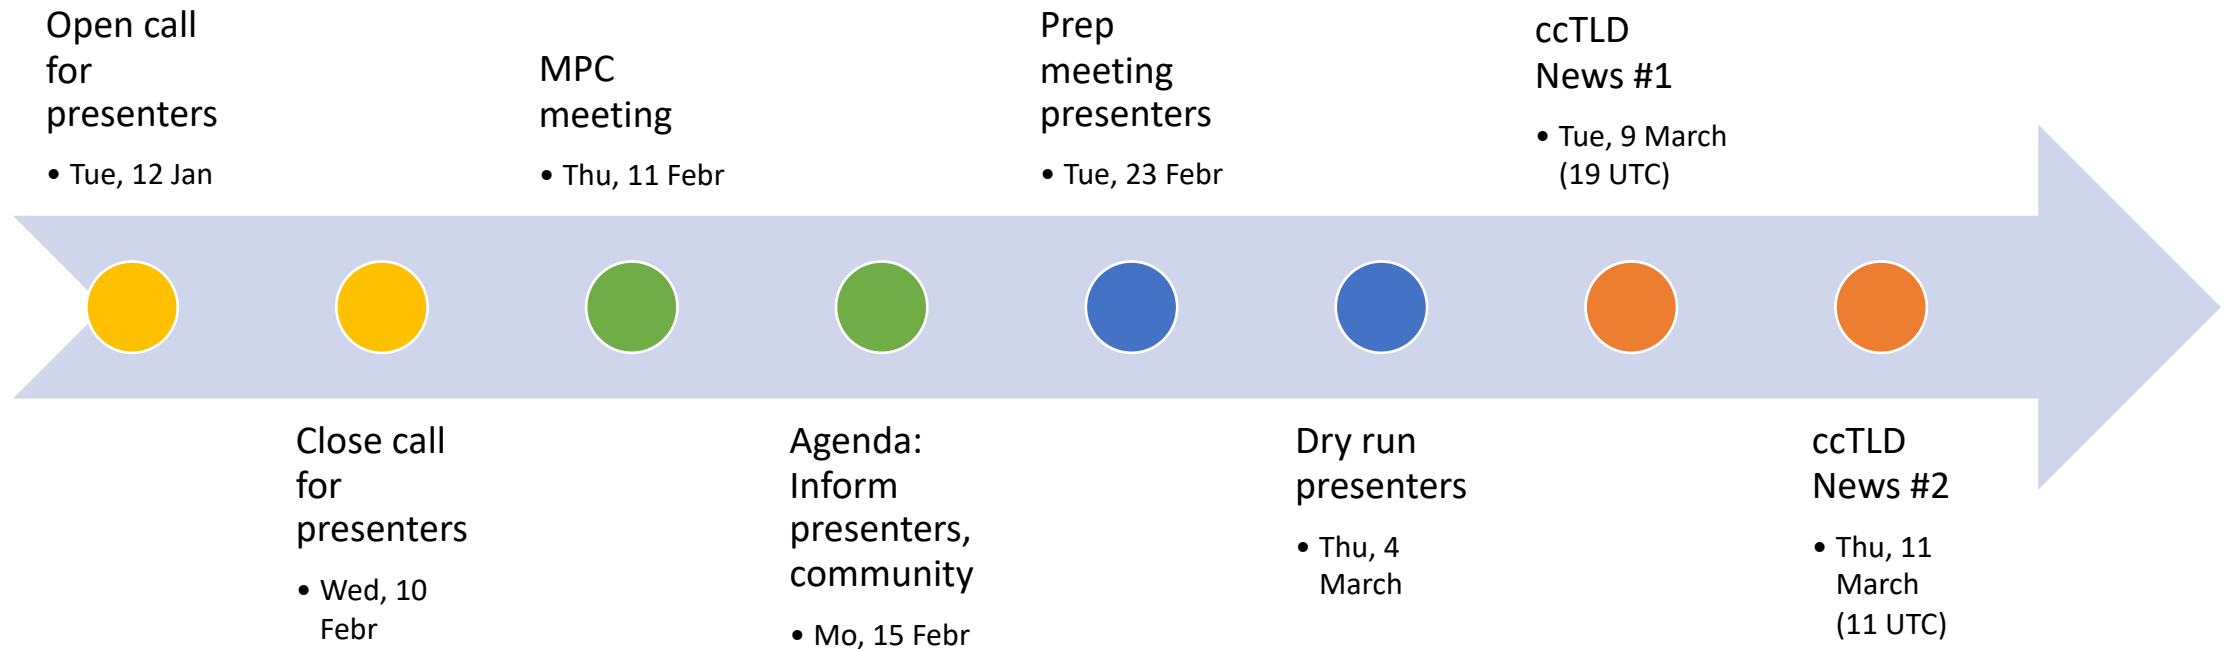 Open call
for
presenters
• Tue, 12 Jan
MPC
meeting
• Thu, 11 Febr
Prep
meeting
presenters
• Tue, 23 Febr
ccTLD
News #1
• Tue, 9 March
(19 UTC)
Close call
for
presenters
• Wed, 10
Febr
Agenda:
Inform
presenters,
community
• Mo, 15 Febr
Dry run
presenters
• Thu, 4
March
ccTLD
News #2
• Thu, 11
March
(11 UTC)